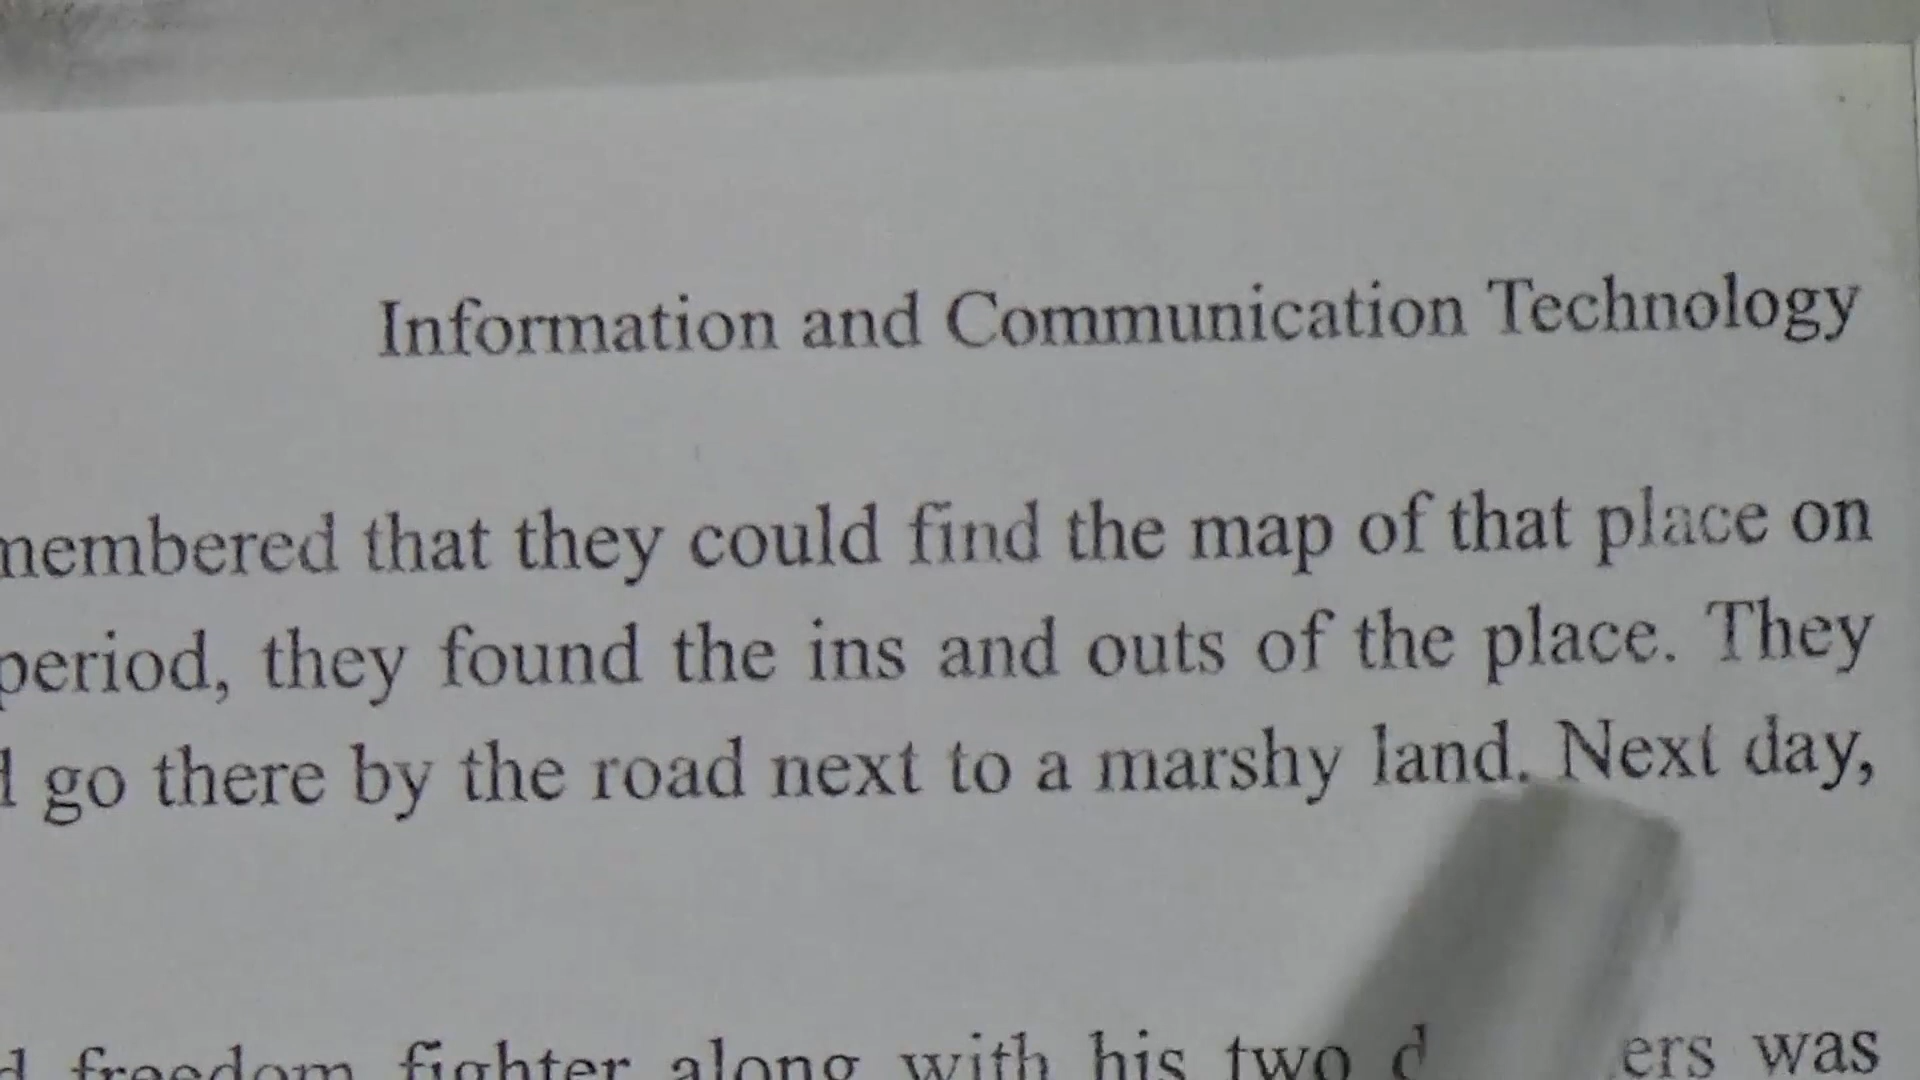 Information and Communication Technology
membered that they could find the map of that place on
period, they found the ins and outs of the place. They
go there by the road next to a marshy land. Next day,
freedom fighter along with his two d ers was